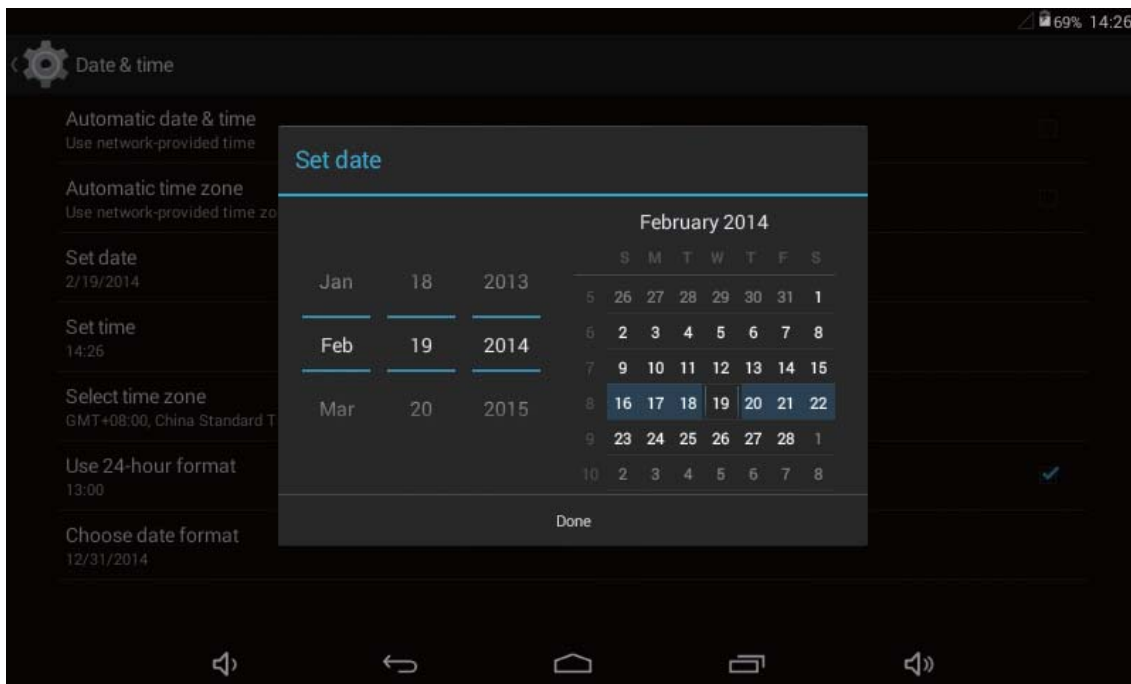 69% 14:26
Date & time
Automatic date & time
Use network-provided time
Automatic time zone
Use network-provided time zo
Set date
2/19/2014
Set time
14:26
Select time zone
GMT+08:00, China Standard T
Use 24-hour format
13:00
Choose date format
12/31/2014
Set date
Jan 18 2013
Feb 19 2014
Mar 20 2015
February 2014
S M T W T F S
5 26 27 28 29 30 31 1
6 2 3 4 5 6 7 8
7 9 10 11 12 13 14 15
8 16 17 18 19 20 21 22
9 23 24 25 26 27 28 1
10 2 3 4 5 6 7 8
Done